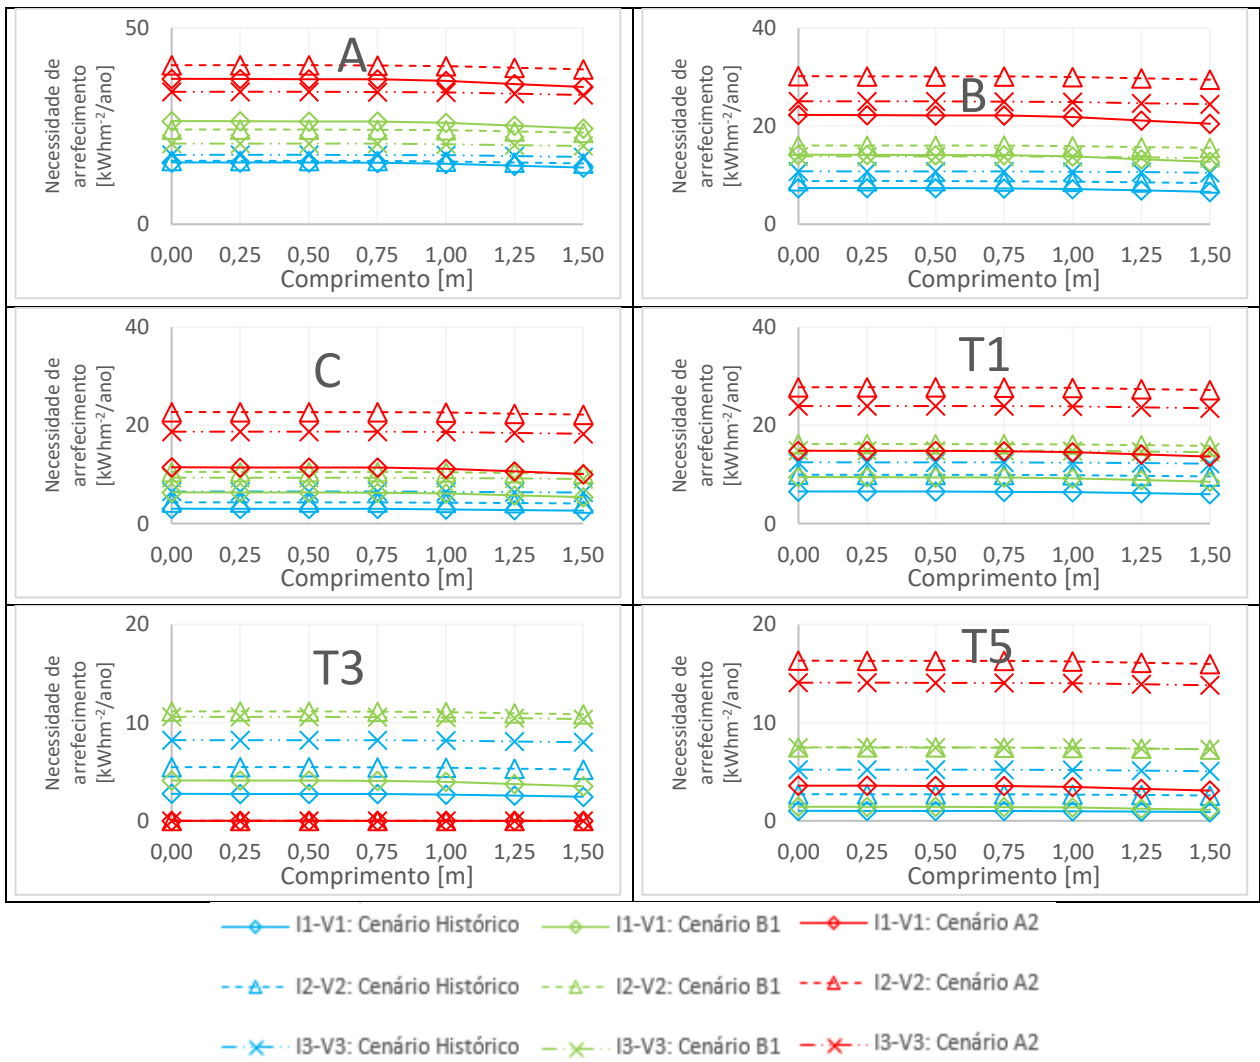 Necessidade de
arrefecimento
[kWhm⁻²/ano]
50
0
A
0,00 0,25 0,50 0,75 1,00 1,25 1,50
Comprimento [m]
Necessidade de
arrefecimento
[kWhm⁻²/ano]
40
20
0
B
0,00 0,25 0,50 0,75 1,00 1,25 1,50
Comprimento [m]
Necessidade de
arrefecimento
[kWhm⁻²/ano]
40
20
0
C
0,00 0,25 0,50 0,75 1,00 1,25 1,50
Comprimento [m]
Necessidade de
arrefecimento
[kWhm⁻²/ano]
40
20
0
T1
0,00 0,25 0,50 0,75 1,00 1,25 1,50
Comprimento [m]
Necessidade de
arrefecimento
[kWhm⁻²/ano]
20
10
0
T3
0,00 0,25 0,50 0,75 1,00 1,25 1,50
Comprimento [m]
Necessidade de
arrefecimento
[kWhm⁻²/ano]
20
10
0
T5
0,00 0,25 0,50 0,75 1,00 1,25 1,50
Comprimento [m]
I1-V1: Cenário Histórico I1-V1: Cenário B1 I1-V1: Cenário A2
I2-V2: Cenário Histórico I2-V2: Cenário B1 I2-V2: Cenário A2
I3-V3: Cenário Histórico I3-V3: Cenário B1 I3-V3: Cenário A2